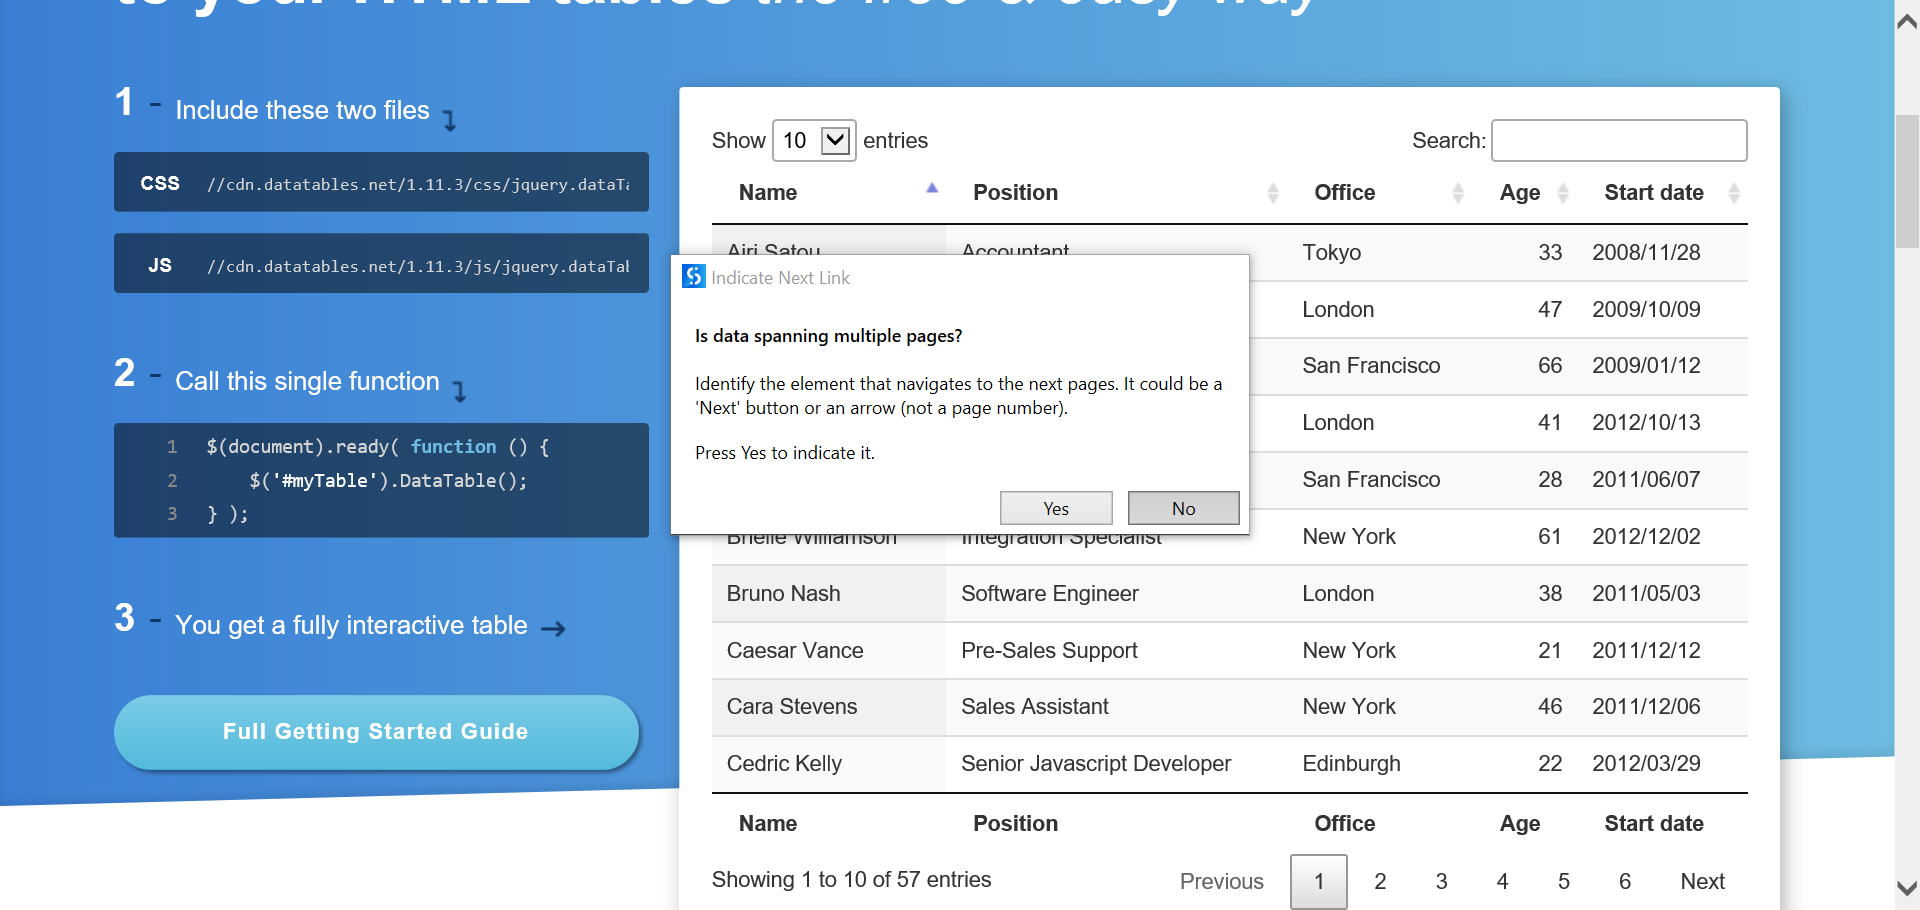 to your HTML tables the free & easy way
1 - Include these two files
CSS //cdn.datatables.net/1.11.3/css/jquery.dataTa
JS //cdn.datatables.net/1.11.3/js/jquery.dataTab
2 - Call this single function
1 $(document).ready( function () {
2 $('#myTable').DataTable();
3 } );
3 - You get a fully interactive table →
Full Getting Started Guide
Show 10 entries
Search:
Name Position Office Age Start date
Airi Satou Accountant Tokyo 33 2008/11/28
London 47 2009/10/09
San Francisco 66 2009/01/12
London 41 2012/10/13
San Francisco 28 2011/06/07
Brielle Williamson Integration Specialist New York 61 2012/12/02
Bruno Nash Software Engineer London 38 2011/05/03
Caesar Vance Pre-Sales Support New York 21 2011/12/12
Cara Stevens Sales Assistant New York 46 2011/12/06
Cedric Kelly Senior Javascript Developer Edinburgh 22 2012/03/29
Name Position Office Age Start date
Showing 1 to 10 of 57 entries
Previous 1 2 3 4 5 6 Next
Indicate Next Link
Is data spanning multiple pages?
Identify the element that navigates to the next pages. It could be a
'Next' button or an arrow (not a page number).
Press Yes to indicate it.
Yes No